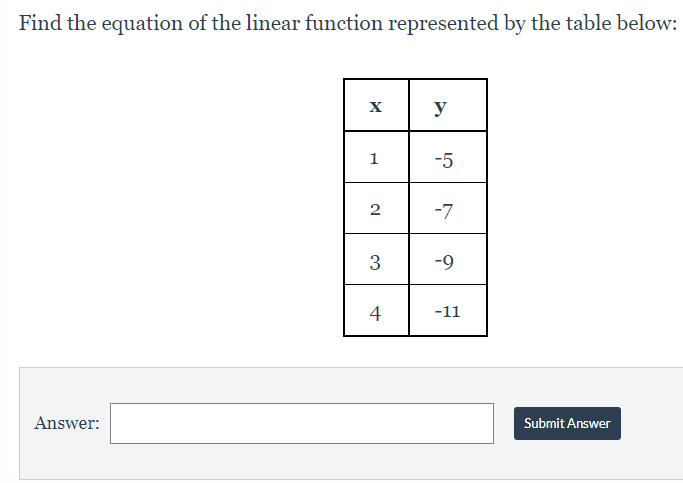 Find the equation of the linear function represented by the table below:
x y
1 -5
2 -7
3 -9
4 -11
Answer:
Submit Answer